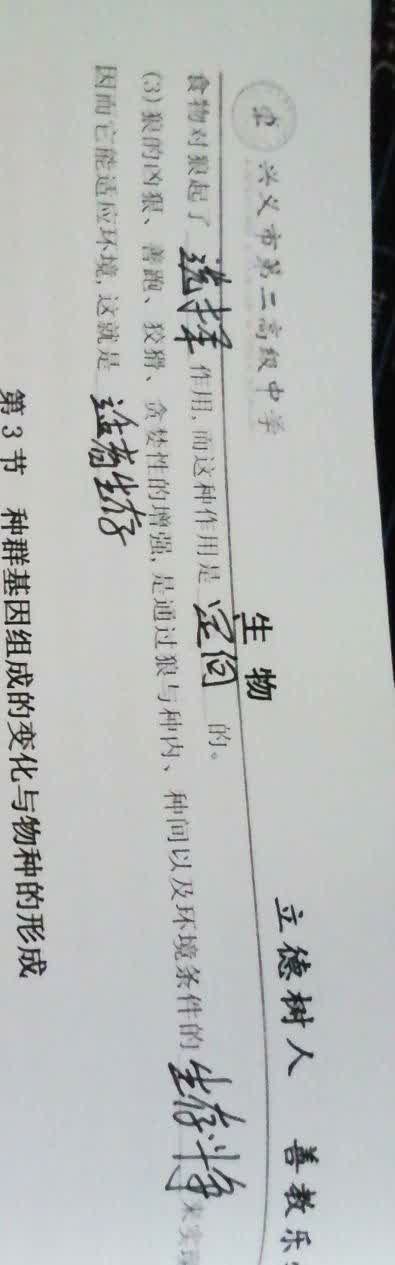 兴义市第二高级中学 生物 立德树人 善教乐
食物对狼起了 选择 作用,而这种作用是 定向 的。
(3)狼的凶狠、善跑、狡猾、贪婪性的增强,是通过狼与种内、种间以及环境条件的 生存斗争 来实现
因而它能适应环境,这就是 适者生存
第3节 种群基因组成的变化与物种的形成